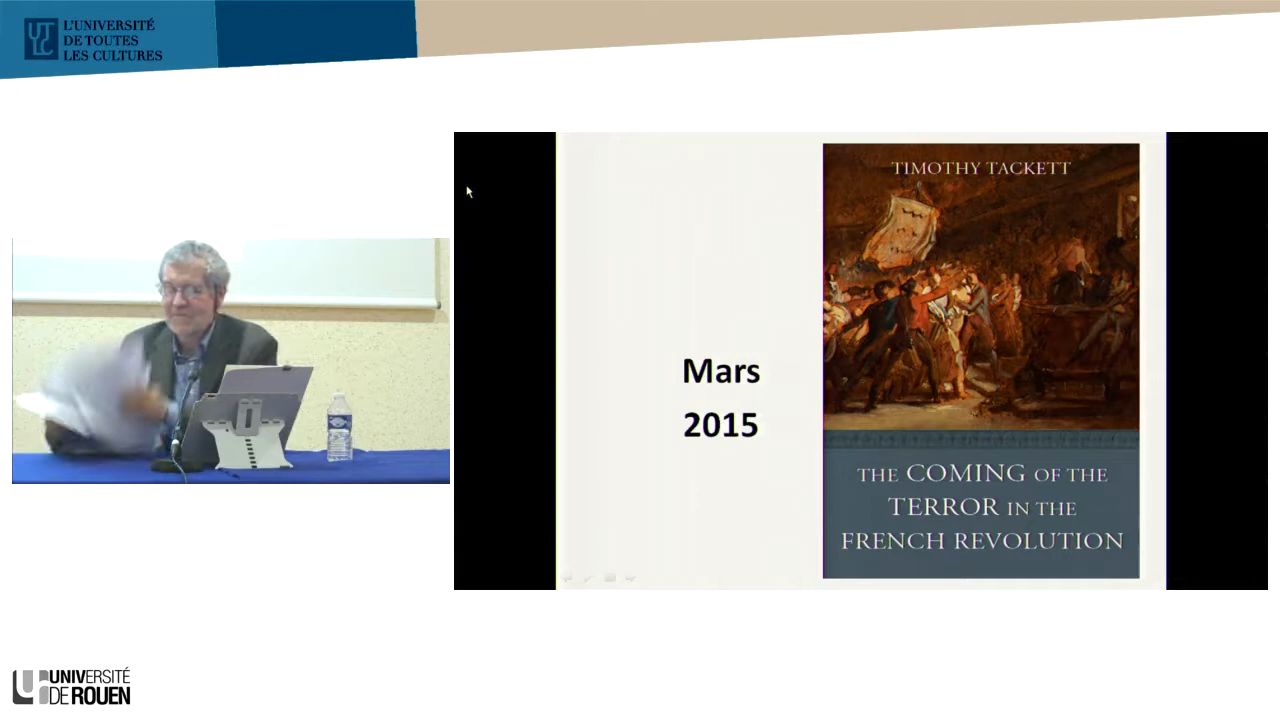 L'UNIVERSITÉ
DE TOUTES
LES CULTURES
TIMOTHY TACKETT
Mars
2015
THE COMING OF THE
TERROR IN THE
FRENCH REVOLUTION
UNIVERSITÉ
DE ROUEN